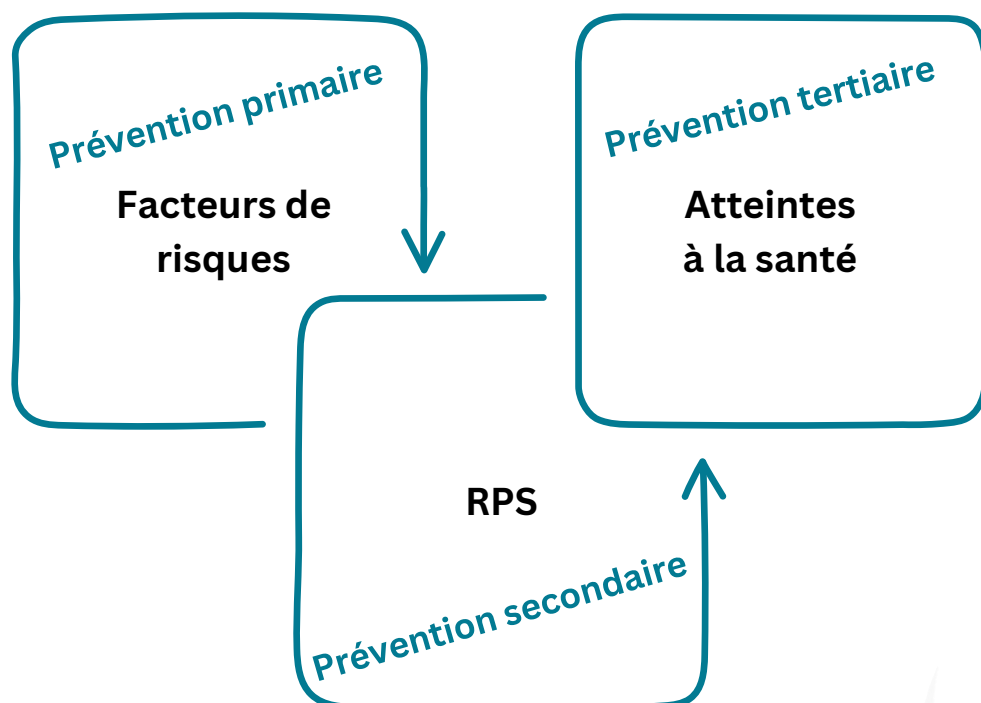 Prévention primaire
Facteurs de
risques
Prévention tertiaire
Atteintes
à la santé
RPS
Prévention secondaire